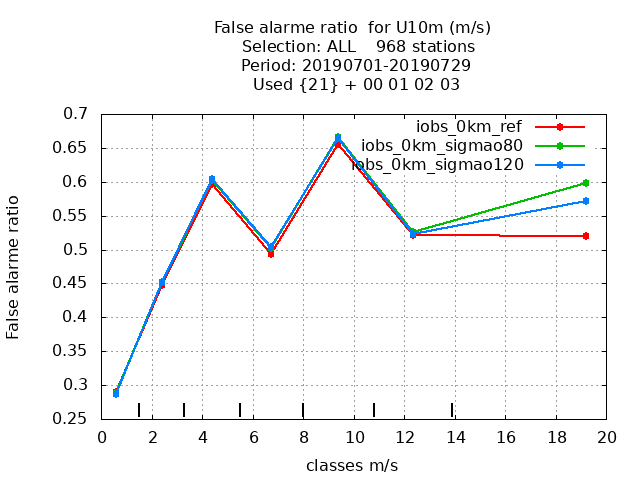 False alarme ratio  for U10m (m/s)
Selection: ALL    968 stations
Period: 20190701-20190729
Used {21} + 00 01 02 03
iobs_0km_ref
iobs_0km_sigmao80
iobs_0km_sigmao120
False alarme ratio
0.7
0.65
0.6
0.55
0.5
0.45
0.4
0.35
0.3
0.25
0 2 4 6 8 10 12 14 16 18 20
classes m/s